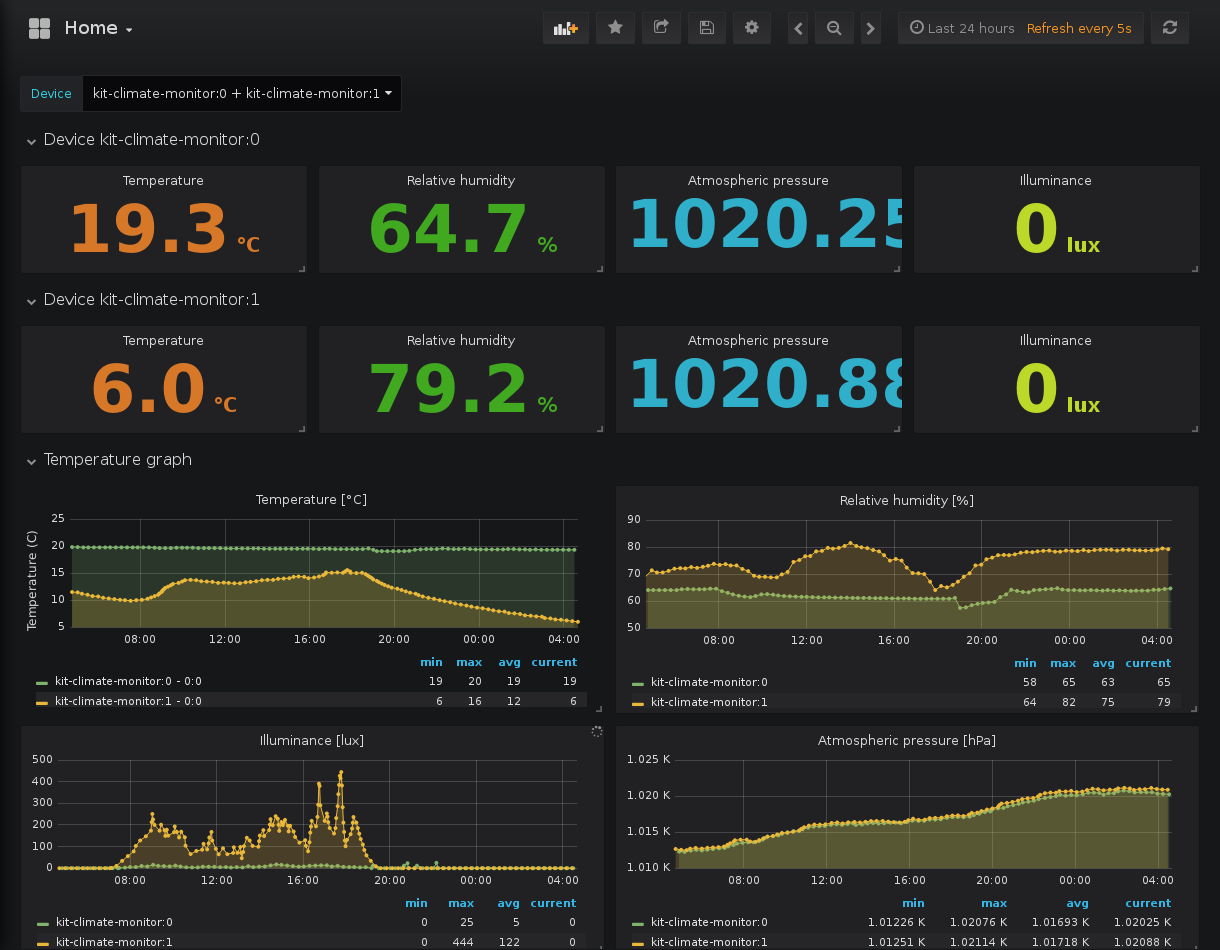 Home
Last 24 hours Refresh every 5s
Device kit-climate-monitor:0 + kit-climate-monitor:1
Device kit-climate-monitor:0
Temperature Relative humidity Atmospheric pressure Illuminance
19.3 °C 64.7 % 1020.25 0 lux
Device kit-climate-monitor:1
Temperature Relative humidity Atmospheric pressure Illuminance
6.0 °C 79.2 % 1020.88 0 lux
Temperature graph
Temperature [°C]
Temperature (C)
25
20
15
10
5
08:00 12:00 16:00 20:00 00:00 04:00
min max avg current
kit-climate-monitor:0 - 0:0 19 20 19 19
kit-climate-monitor:1 - 0:0 6 16 12 6
Relative humidity [%]
90
80
70
60
50
08:00 12:00 16:00 20:00 00:00 04:00
min max avg current
kit-climate-monitor:0 58 65 63 65
kit-climate-monitor:1 64 82 75 79
Illuminance [lux]
500
400
300
200
100
0
08:00 12:00 16:00 20:00 00:00 04:00
min max avg current
kit-climate-monitor:0 0 25 5 0
kit-climate-monitor:1 0 444 122 0
Atmospheric pressure [hPa]
1.025 K
1.020 K
1.015 K
1.010 K
08:00 12:00 16:00 20:00 00:00 04:00
min max avg current
kit-climate-monitor:0 1.01226 K 1.02076 K 1.01693 K 1.02025 K
kit-climate-monitor:1 1.01251 K 1.02114 K 1.01718 K 1.02088 K